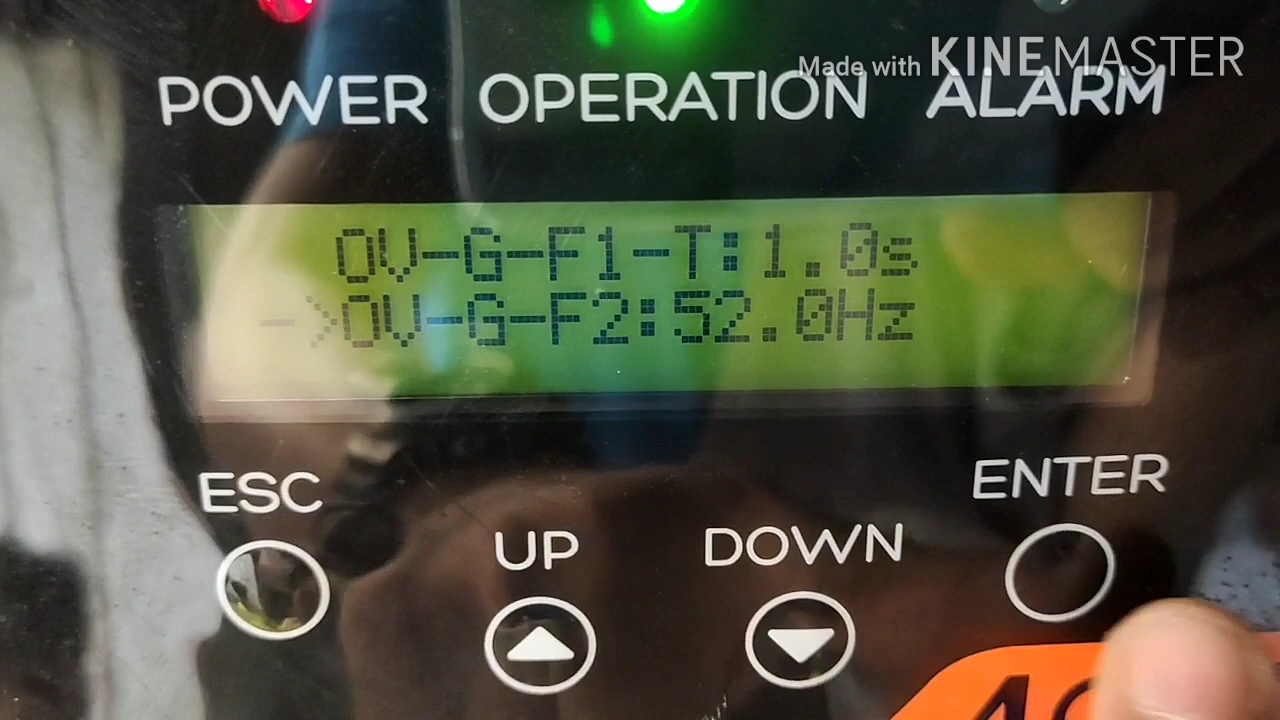 Made with KINEMASTER
POWER OPERATION ALARM
OV-G-F1-T:1.0s
->OV-G-F2:52.0Hz
ESC
ENTER
UP
DOWN